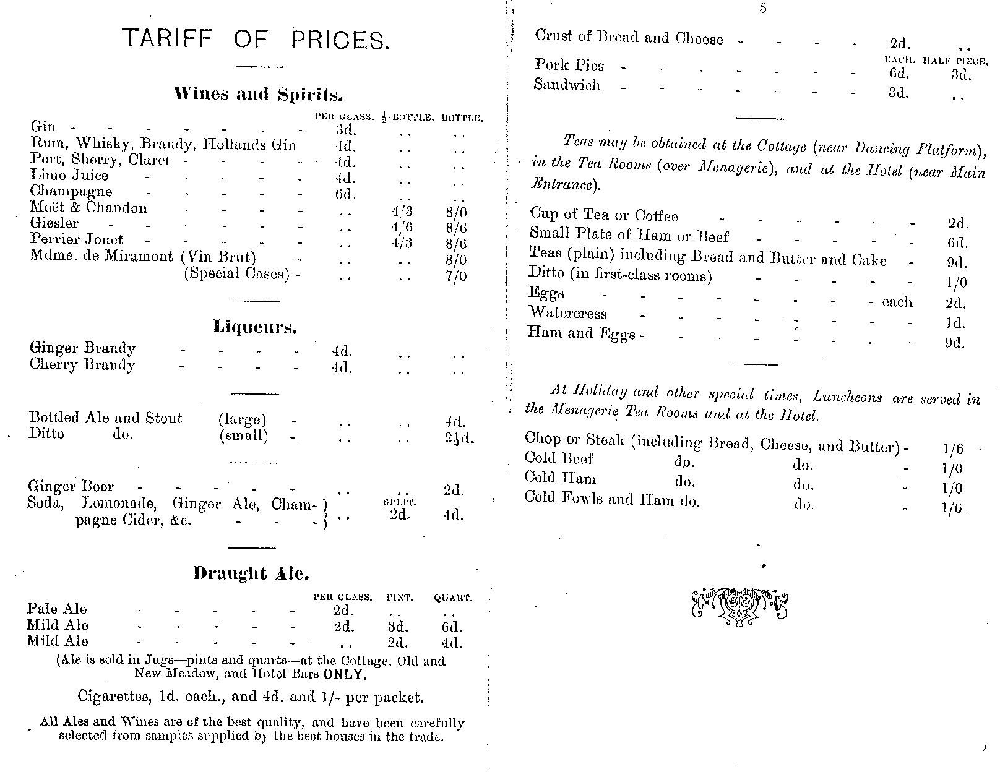 TARIFF OF PRICES.
Wines and Spirits.
PER GLASS. ½-BOTTLE. BOTTLE.
Gin - - - - - - - 3d. .. ..
Rum, Whisky, Brandy, Hollands Gin 4d. .. ..
Port, Sherry, Claret - - - - 4d. .. ..
Lime Juice - - - - - 4d. .. ..
Champagne - - - - - 6d. .. ..
Moët & Chandon - - - - .. 4/3 8/0
Giesler - - - - - - .. 4/6 8/6
Perrier Jouet - - - - - .. 4/3 8/6
Mdme. de Miramont (Vin Brut) - .. .. 8/0
(Special Cases) - .. .. 7/0
Liqueurs.
Ginger Brandy - - - - 4d. .. ..
Cherry Brandy - - - - 4d. .. ..
Bottled Ale and Stout (large) - .. .. 4d.
Ditto do. (small) - .. .. 2½d.
Ginger Beer - - - - - .. .. 2d.
SPLIT.
Soda, Lemonade, Ginger Ale, Cham-
pagne Cider, &c. - - - } .. 2d. 4d.
Draught Ale.
PER GLASS. PINT. QUART.
Pale Ale - - - - - 2d. .. ..
Mild Ale - - - - - 2d. 3d. 6d.
Mild Ale - - - - - .. 2d. 4d.
(Ale is sold in Jugs—pints and quarts—at the Cottage, Old and
New Meadow, and Hotel Bars ONLY.
Cigarettes, 1d. each., and 4d. and 1/- per packet.
All Ales and Wines are of the best quality, and have been carefully
selected from samples supplied by the best houses in the trade.
5
Crust of Bread and Cheese - - - - 2d. ..
EACH. HALF PIECE.
Pork Pies - - - - - - - 6d. 3d.
Sandwich - - - - - - - 3d. ..
Teas may be obtained at the Cottage (near Dancing Platform),
in the Tea Rooms (over Menagerie), and at the Hotel (near Main
Entrance).
Cup of Tea or Coffee - - - - - - 2d.
Small Plate of Ham or Beef - - - - - 6d.
Teas (plain) including Bread and Butter and Cake - 9d.
Ditto (in first-class rooms) - - - - - 1/0
Eggs - - - - - - - - each 2d.
Watercress - - - - - - - - 1d.
Ham and Eggs - - - - - - - - 9d.
At Holiday and other special times, Luncheons are served in
the Menagerie Tea Rooms and at the Hotel.
Chop or Steak (including Bread, Cheese, and Butter) - 1/6
Cold Beef do. do. - 1/0
Cold Ham do. do. - 1/0
Cold Fowls and Ham do. do. - 1/6